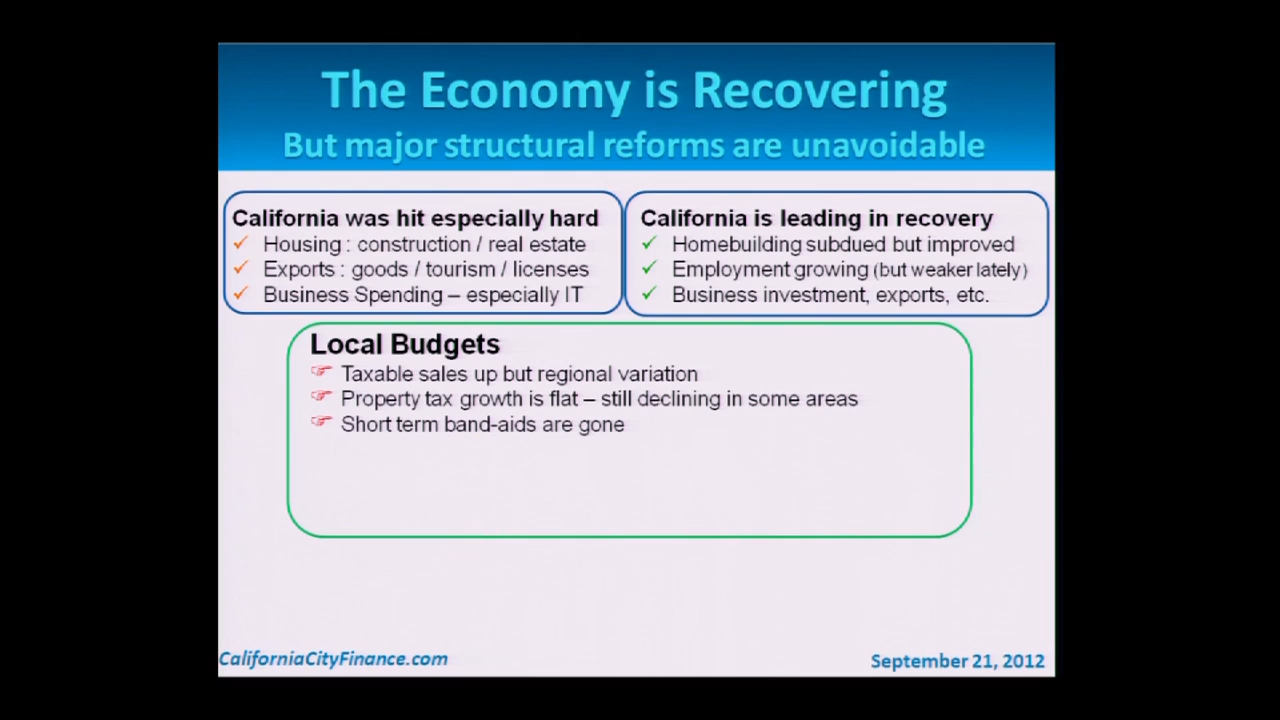 The Economy is Recovering
But major structural reforms are unavoidable
California was hit especially hard
Housing : construction / real estate
Exports : goods / tourism / licenses
Business Spending – especially IT
California is leading in recovery
Homebuilding subdued but improved
Employment growing (but weaker lately)
Business investment, exports, etc.
Local Budgets
Taxable sales up but regional variation
Property tax growth is flat – still declining in some areas
Short term band-aids are gone
CaliforniaCityFinance.com
September 21, 2012